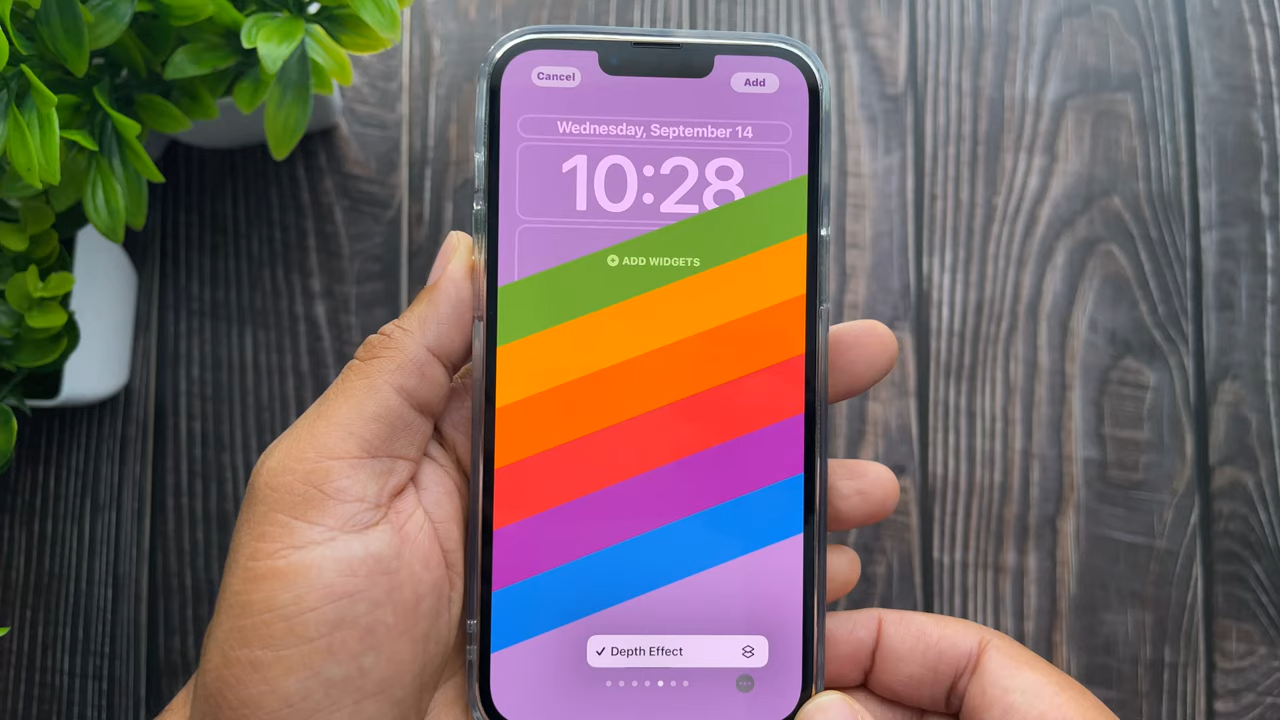 Cancel
Add
Wednesday, September 14
10:28
ADD WIDGETS
✓ Depth Effect